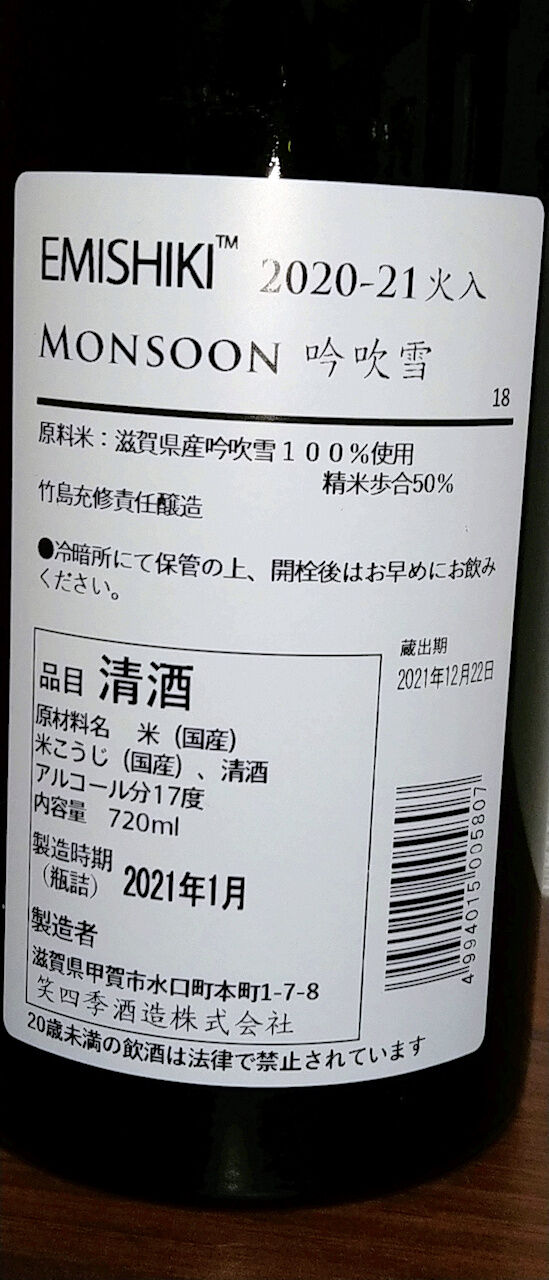 EMISHIKI™ 2020-21火入
MONSOON 吟吹雪
18
原料米：滋賀県産吟吹雪１００％使用
精米歩合50%
竹島充修責任醸造
●冷暗所にて保管の上、開栓後はお早めにお飲み
ください。
品目 清酒
原材料名 米（国産）
米こうじ（国産）、清酒
アルコール分17度
内容量 720ml
製造時期
（瓶詰） 2021年1月
製造者
滋賀県甲賀市水口町本町1-7-8
笑四季酒造株式会社
蔵出期
2021年12月22日
4994015005807
20歳未満の飲酒は法律で禁止されています